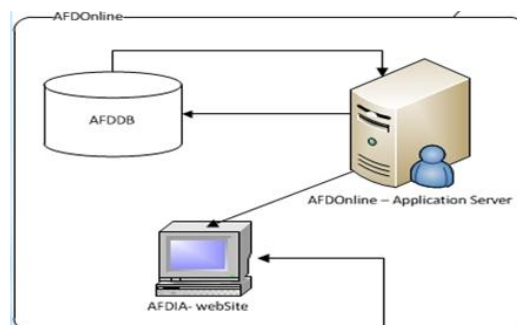 AFDOnline
AFDDB
AFDOnline – Application Server
AFDIA- webSite